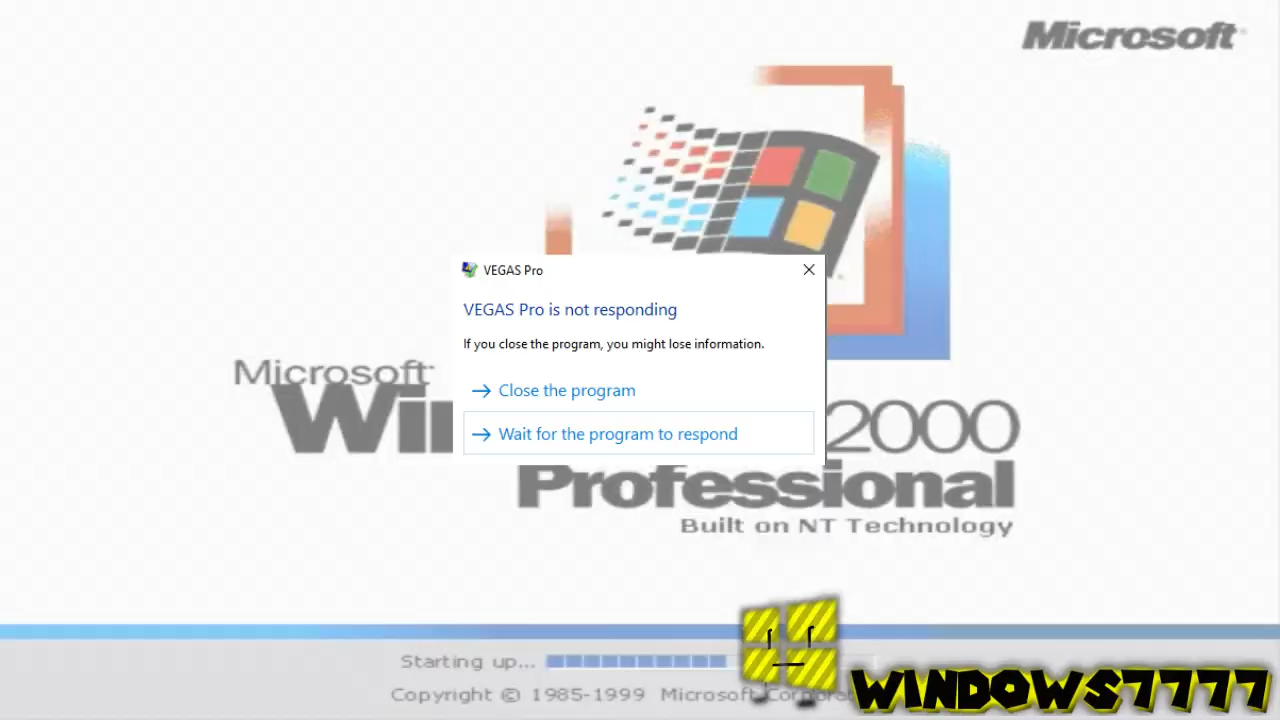 Microsoft
VEGAS Pro
VEGAS Pro is not responding
If you close the program, you might lose information.
Microsoft
Close the program
Wi
2000
Wait for the program to respond
Professional
Built on NT Technology
Starting up...
Copyright © 1985-1999 Microsoft Corpor
WINDOWS7777